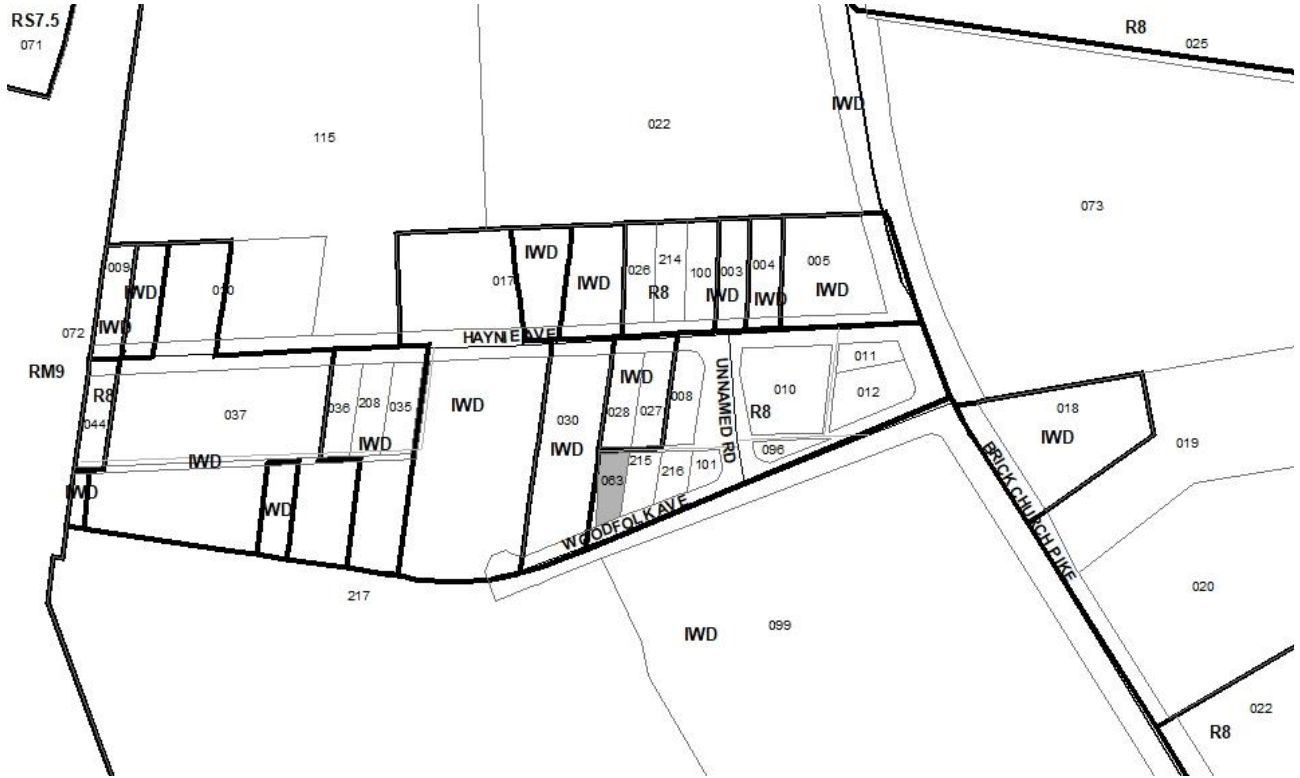 RS7.5
071
R8
025
IWD
115
022
073
009
IWD
IWD
010
017
IWD
IWD
026
214
R8
100
003
IWD
004
IWD
005
IWD
072
RM9
HAYNIE AVE
R8
044
037
036
208
035
IWD
IWD
IWD
030
IWD
IWD
028
027
008
UNNAMED RD
010
R8
011
012
096
018
IWD
019
IWD
WD
063
215
216
101
WOODFOLK AVE
BRICK CHURCH PIKE
217
IWD
099
020
022
R8